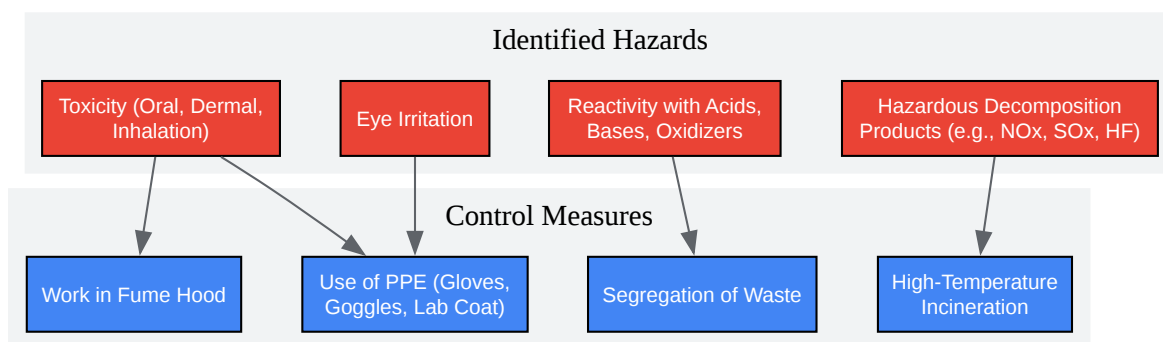 Identified Hazards
Toxicity (Oral, Dermal,
Inhalation)
Eye Irritation
Reactivity with Acids,
Bases, Oxidizers
Hazardous Decomposition
Products (e.g., NOx, SOx, HF)
Control Measures
Work in Fume Hood
Use of PPE (Gloves,
Goggles, Lab Coat)
Segregation of Waste
High-Temperature
Incineration